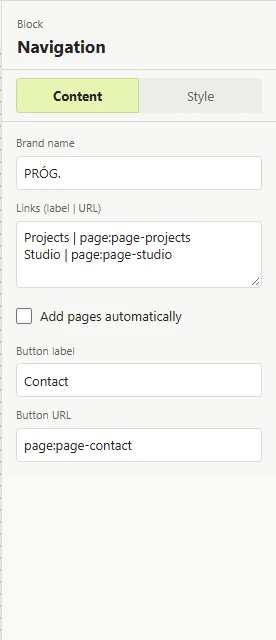 Block
Navigation
Content
Style
Brand name
PRÓG.
Links (label | URL)
Projects | page:page-projects
Studio | page:page-studio
Add pages automatically
Button label
Contact
Button URL
page:page-contact